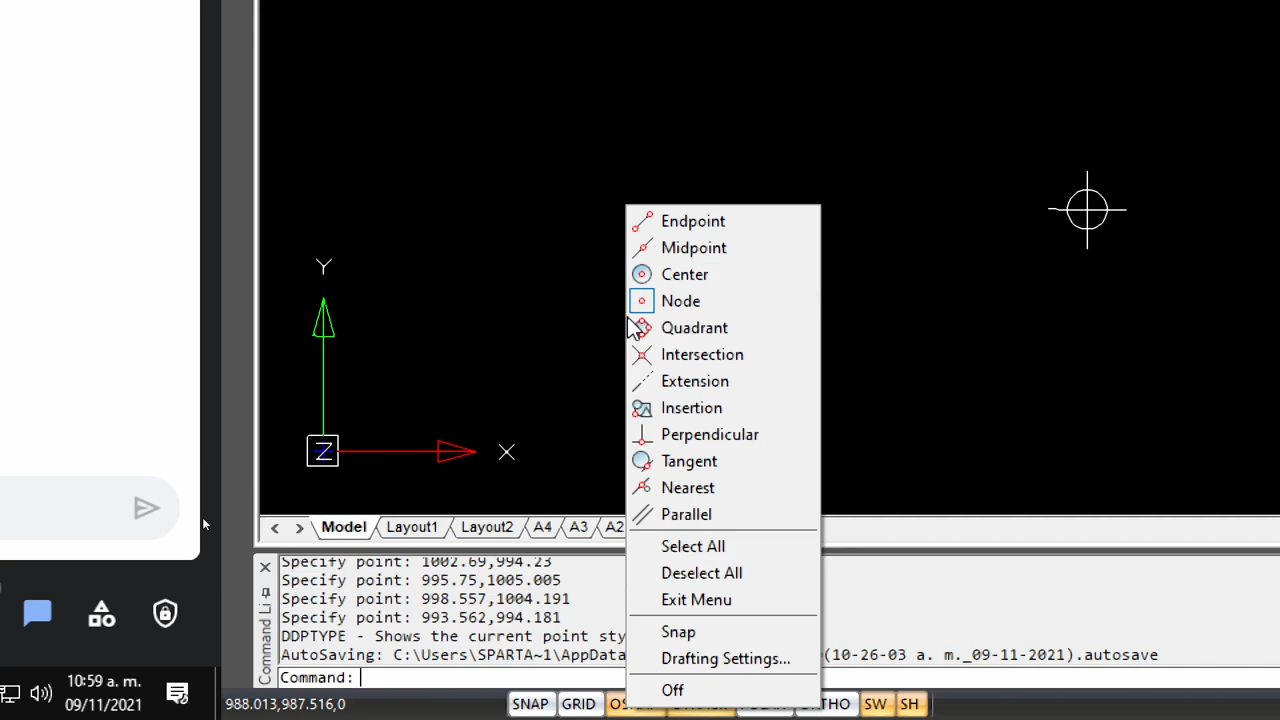 Y
Z
X
Endpoint
Midpoint
Center
Node
Quadrant
Intersection
Extension
Insertion
Perpendicular
Tangent
Nearest
Parallel
Select All
Deselect All
Exit Menu
Snap
Drafting Settings...
Off
Model Layout1 Layout2 A4 A3 A2
Command Li
Specify point: 1002.69,994.23
Specify point: 995.75,1005.005
Specify point: 998.557,1004.191
Specify point: 993.562,994.181
DDPTYPE - Shows the current point sty
AutoSaving: C:\Users\SPARTA~1\AppData (10-26-03 a. m._09-11-2021).autosave
Command:
10:59 a. m.
09/11/2021
988.013,987.516,0
SNAP GRID SW SH